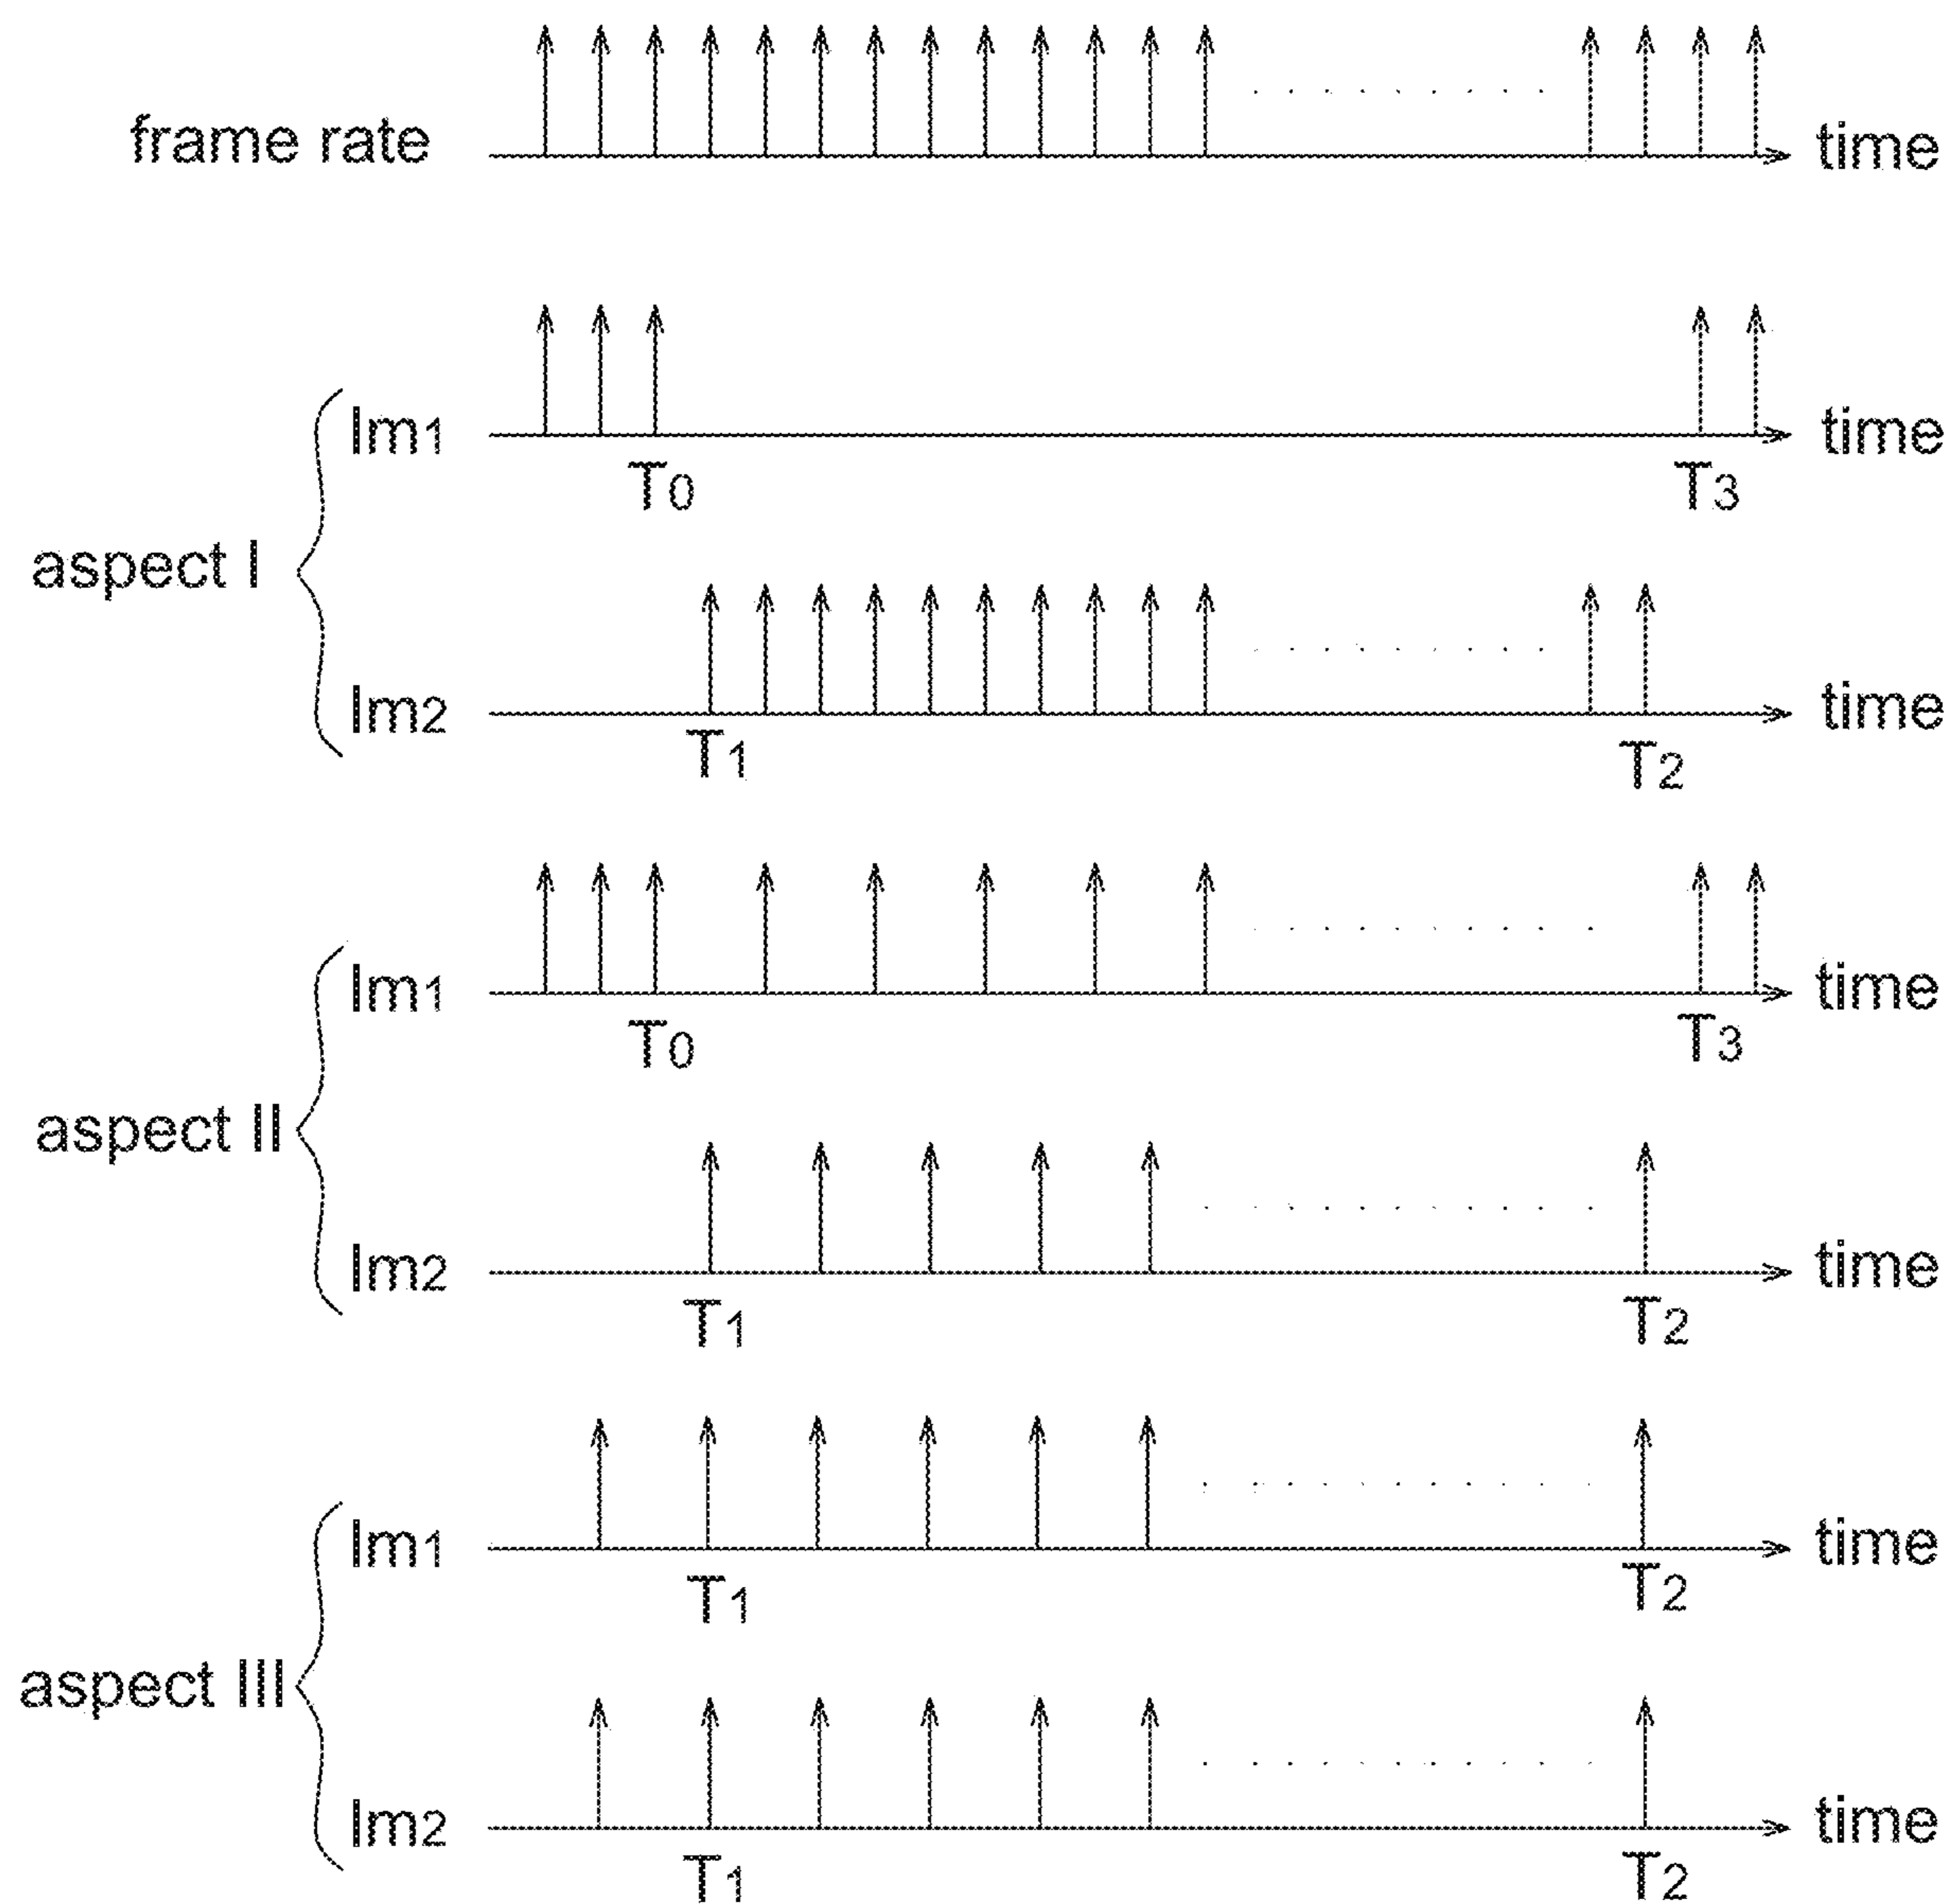 frame rate time
Im1 time
T0 T3
aspect I
Im2 time
T1 T2
Im1 time
T0 T3
aspect II
Im2 time
T1 T2
Im1 time
T1 T2
aspect III
Im2 time
T1 T2